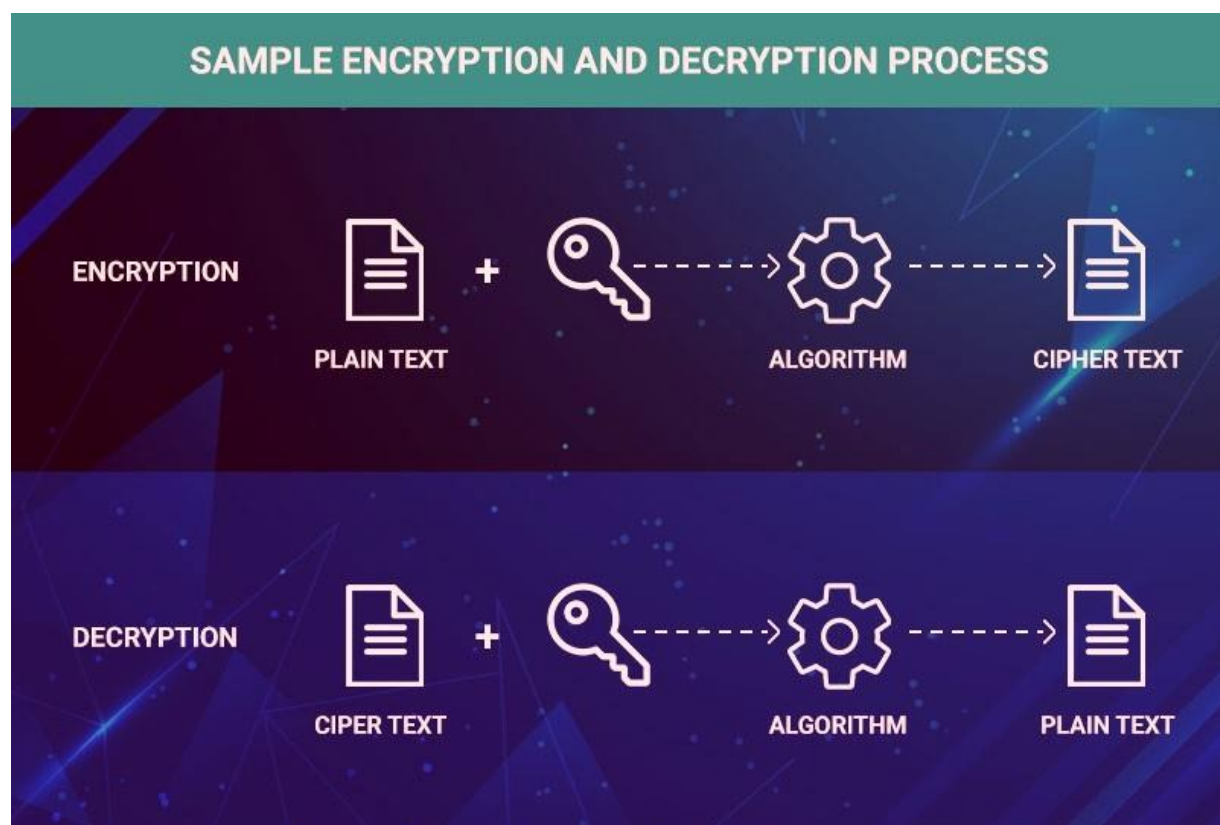 SAMPLE ENCRYPTION AND DECRYPTION PROCESS
ENCRYPTION
+
PLAIN TEXT
ALGORITHM
CIPHER TEXT
DECRYPTION
+
CIPER TEXT
ALGORITHM
PLAIN TEXT